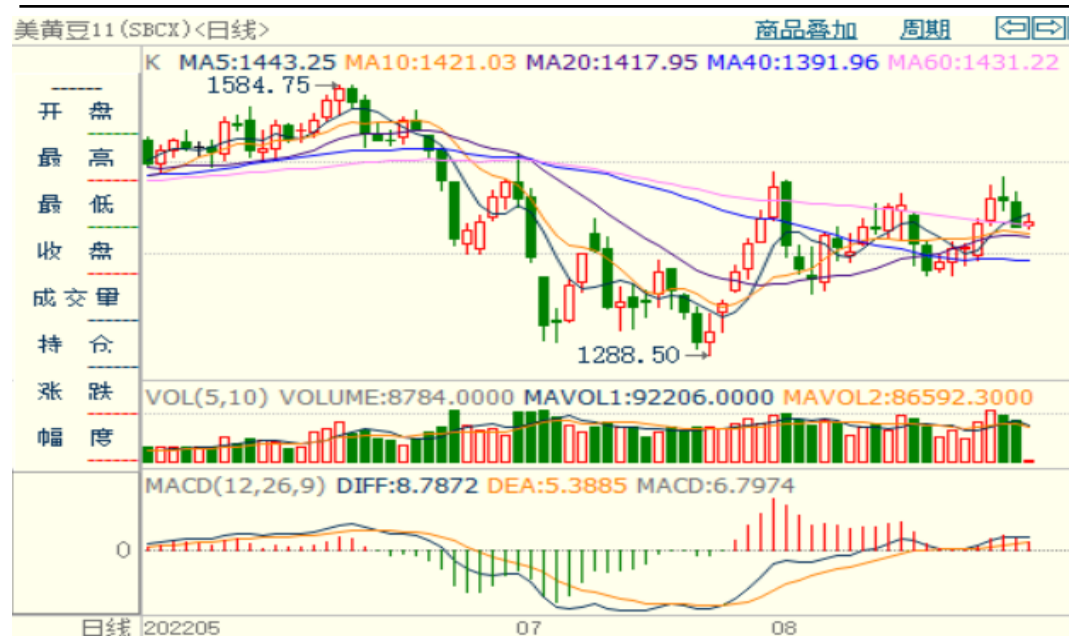 美黄豆11(SBCX)<日线>
商品叠加 周期
K MA5:1443.25 MA10:1421.03 MA20:1417.95 MA40:1391.96 MA60:1431.22
1584.75
开 盘
最 高
最 低
收 盘
成交量
持 仓
涨 跌
幅 度
1288.50
VOL(5,10) VOLUME:8784.0000 MAVOL1:92206.0000 MAVOL2:86592.3000
MACD(12,26,9) DIFF:8.7872 DEA:5.3885 MACD:6.7974
0
日线 202205 07 08